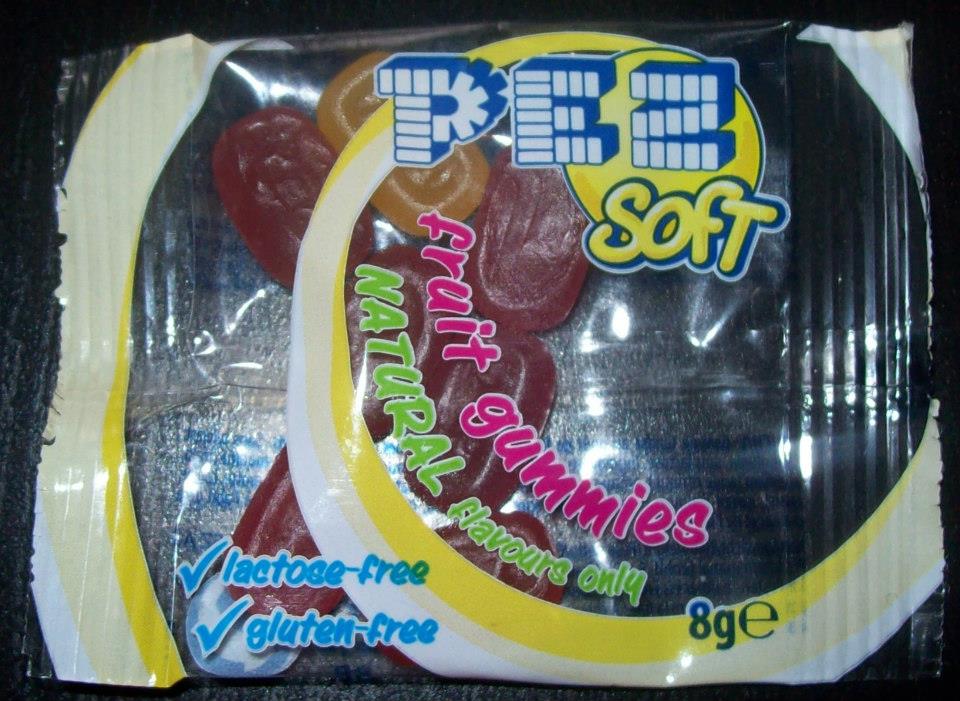 PEZ
SOFT
fruit gummies
NATURAL flavours only
lactose-free
gluten-free
8g℮